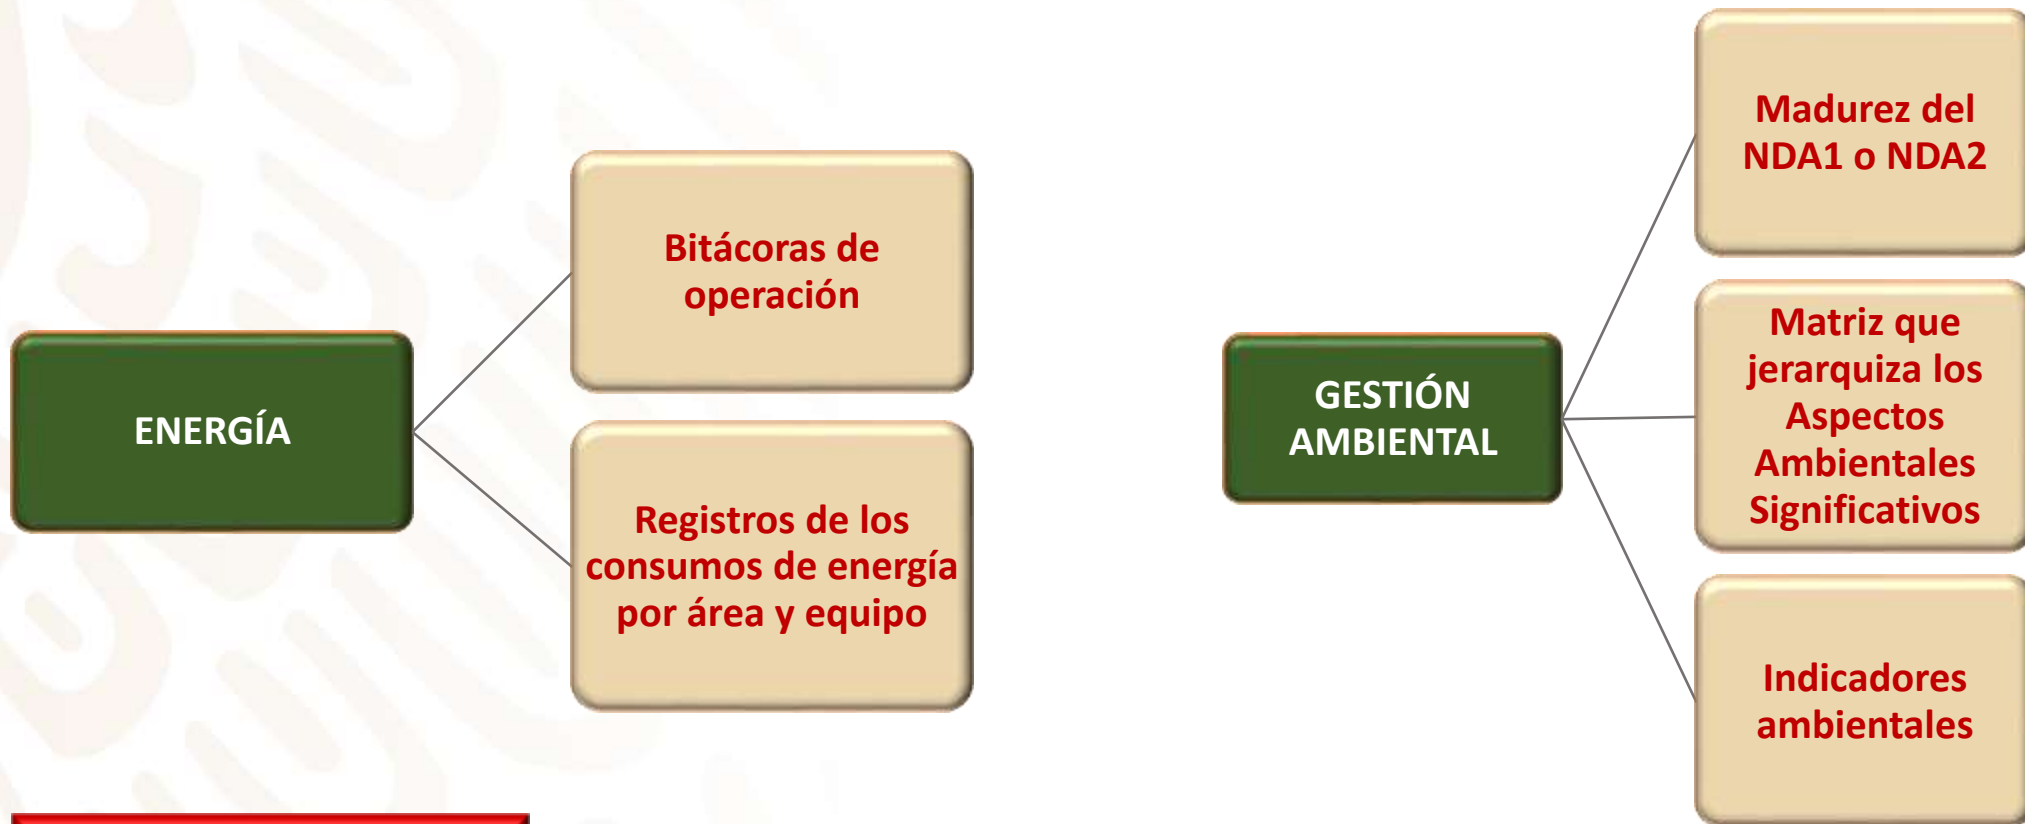 ENERGÍA
Bitácoras de
operación
Registros de los
consumos de energía
por área y equipo
GESTIÓN
AMBIENTAL
Madurez del
NDA1 o NDA2
Matriz que
jerarquiza los
Aspectos
Ambientales
Significativos
Indicadores
ambientales